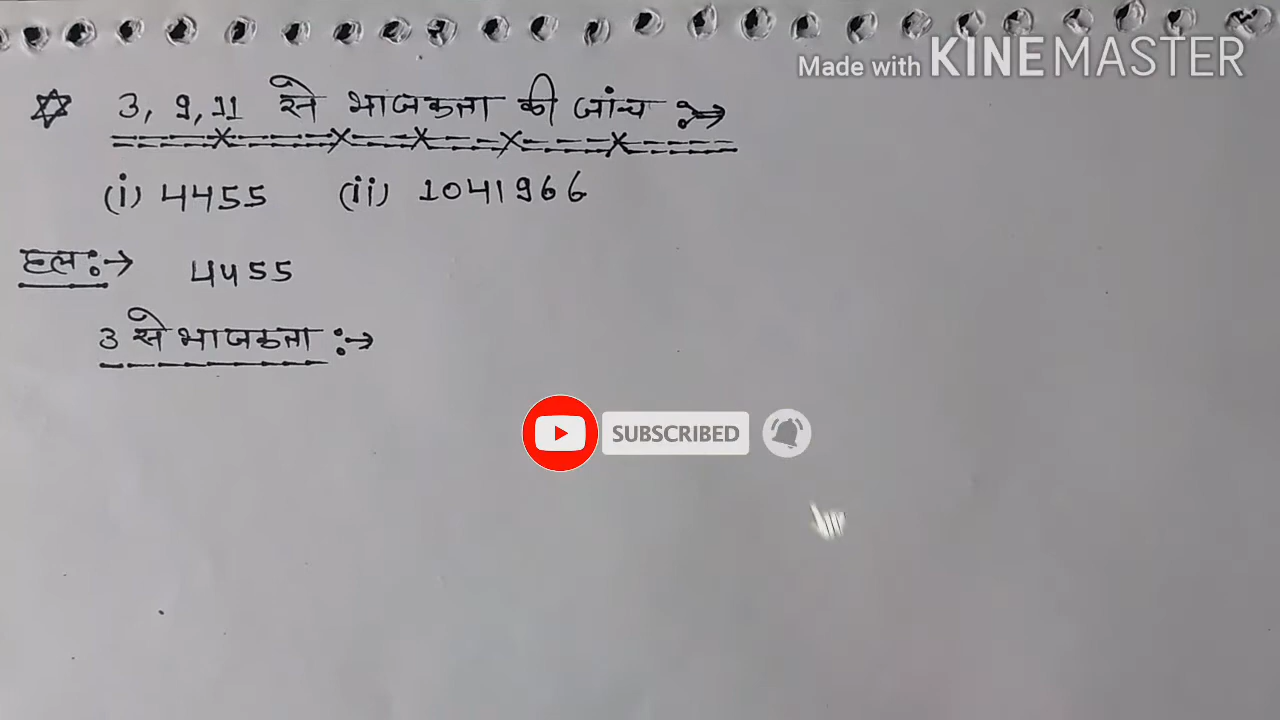 Made with KINEMASTER
3, 9, 11 से भाजकता की जांच :→
(i) 4455 (ii) 1041966
हल :→ 4455
3 से भाजकता :→
SUBSCRIBED